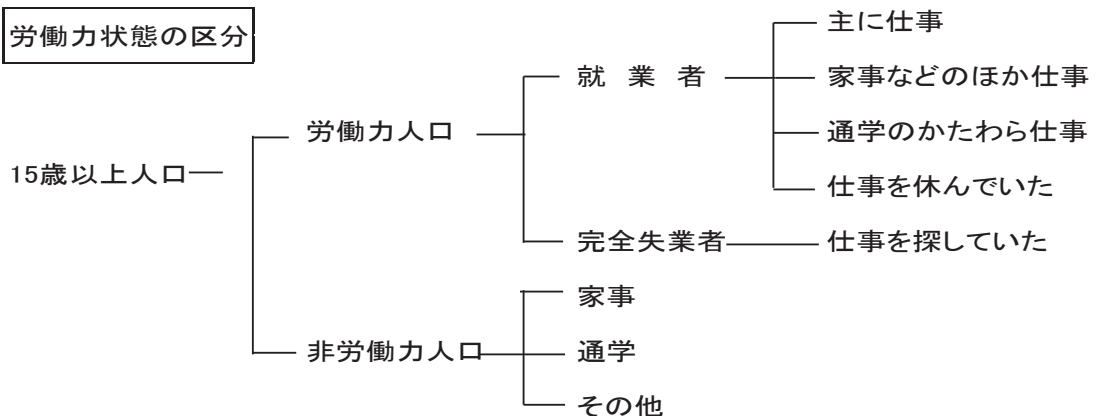 労働力状態の区分
主に仕事
就業者
家事などのほか仕事
労働力人口
通学のかたわら仕事
15歳以上人口
仕事を休んでいた
完全失業者
仕事を探していた
家事
非労働力人口
通学
その他